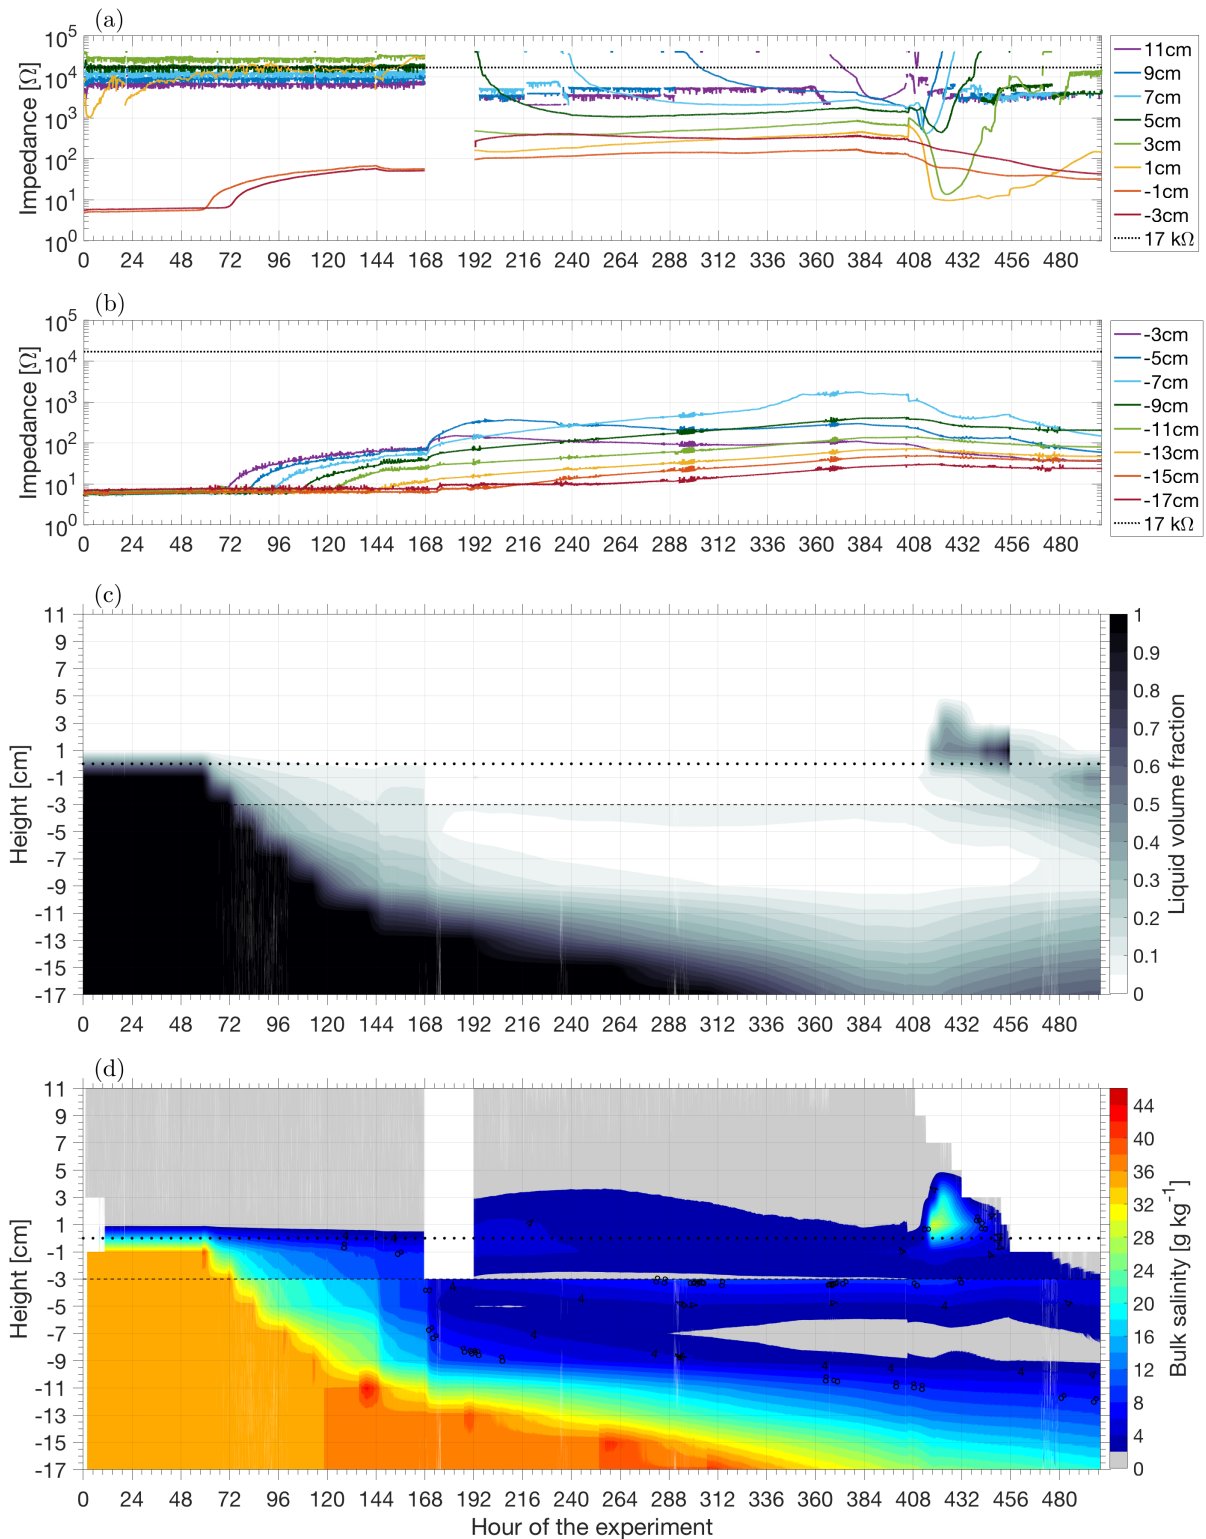 (a)
10^5
10^4
10^3
10^2
10^1
10^0
Impedance [Ω]
0 24 48 72 96 120 144 168 192 216 240 264 288 312 336 360 384 408 432 456 480
11cm
9cm
7cm
5cm
3cm
1cm
-1cm
-3cm
17 kΩ
(b)
10^5
10^4
10^3
10^2
10^1
10^0
Impedance [Ω]
0 24 48 72 96 120 144 168 192 216 240 264 288 312 336 360 384 408 432 456 480
-3cm
-5cm
-7cm
-9cm
-11cm
-13cm
-15cm
-17cm
17 kΩ
(c)
11
9
7
5
3
1
-1
-3
-5
-7
-9
-11
-13
-15
-17
Height [cm]
0 24 48 72 96 120 144 168 192 216 240 264 288 312 336 360 384 408 432 456 480
1
0.9
0.8
0.7
0.6
0.5
0.4
0.3
0.2
0.1
0
Liquid volume fraction
(d)
11
9
7
5
3
1
-1
-3
-5
-7
-9
-11
-13
-15
-17
Height [cm]
0 24 48 72 96 120 144 168 192 216 240 264 288 312 336 360 384 408 432 456 480
Hour of the experiment
44
40
36
32
28
24
20
16
12
8
4
0
Bulk salinity [g kg^-1]